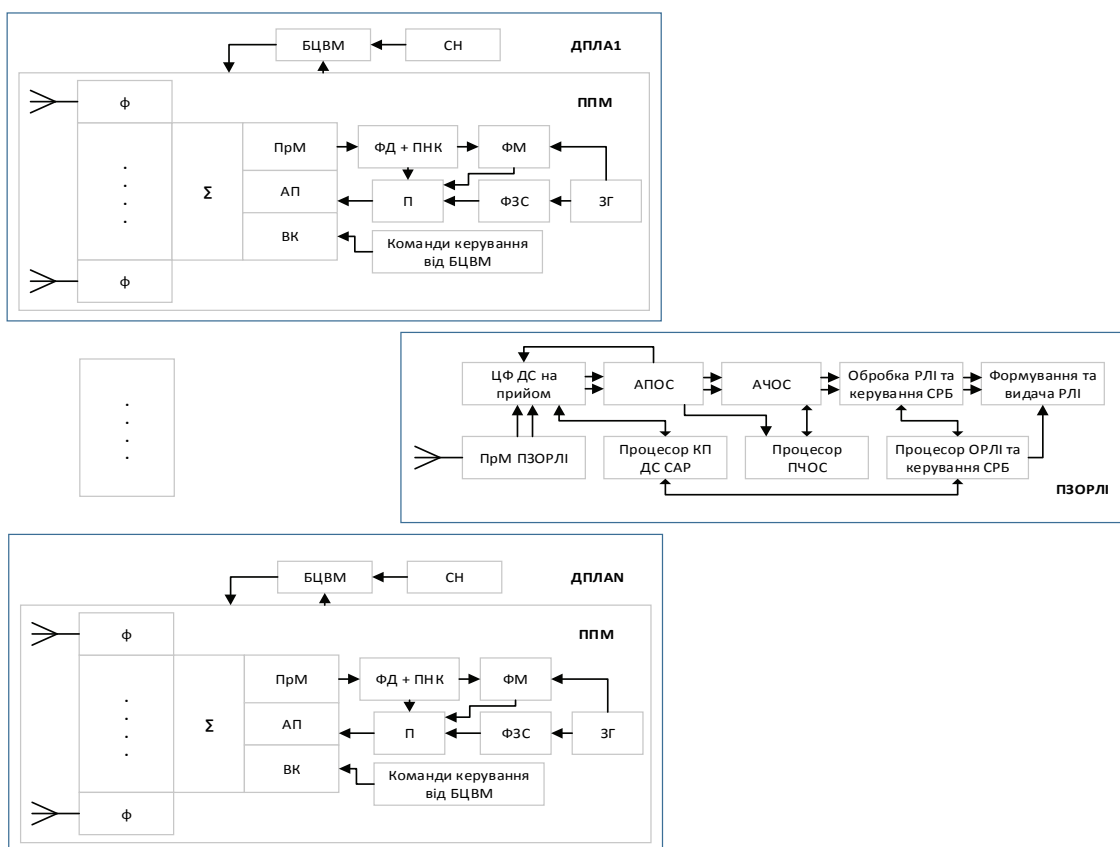 БЦВМ
СН
ДПЛА1
ППМ
ф
ПрМ
ФД + ПНК
ФМ
Σ
АП
П
ФЗС
ЗГ
ВК
Команди керування
від БЦВМ
ф
ЦФ ДС на
прийом
АПОС
АЧОС
Обробка РЛІ та
керування СРБ
Формування та
видача РЛІ
ПрМ ПЗОРЛІ
Процесор КП
ДС САР
Процесор
ПЧОС
Процесор ОРЛІ та
керування СРБ
ПЗОРЛІ
БЦВМ
СН
ДПЛАN
ППМ
ф
ПрМ
ФД + ПНК
ФМ
Σ
АП
П
ФЗС
ЗГ
ВК
Команди керування
від БЦВМ
ф